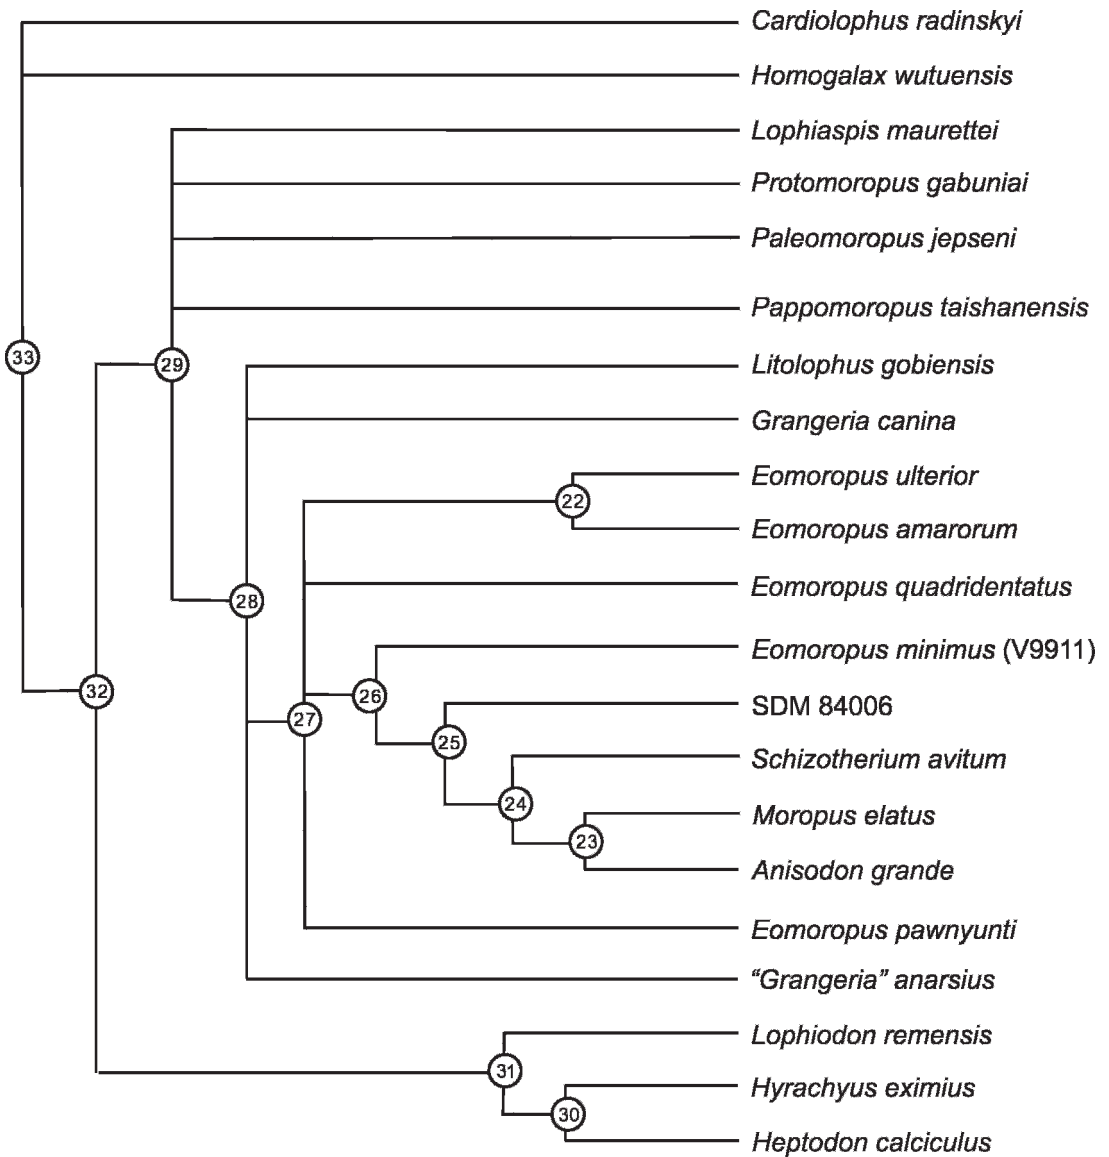 Cardiolophus radinskyi
Homogalax wutuensis
Lophiaspis maurettei
Protomoropus gabuniai
Paleomoropus jepseni
Pappomoropus taishanensis
33
29
Litolophus gobiensis
Grangeria canina
Eomoropus ulterior
22
Eomoropus amarorum
Eomoropus quadridentatus
28
Eomoropus minimus (V9911)
32
26
SDM 84006
27
25
Schizotherium avitum
24
Moropus elatus
23
Anisodon grande
Eomoropus pawnyunti
“Grangeria” anarsius
Lophiodon remensis
31
Hyrachyus eximius
30
Heptodon calciculus